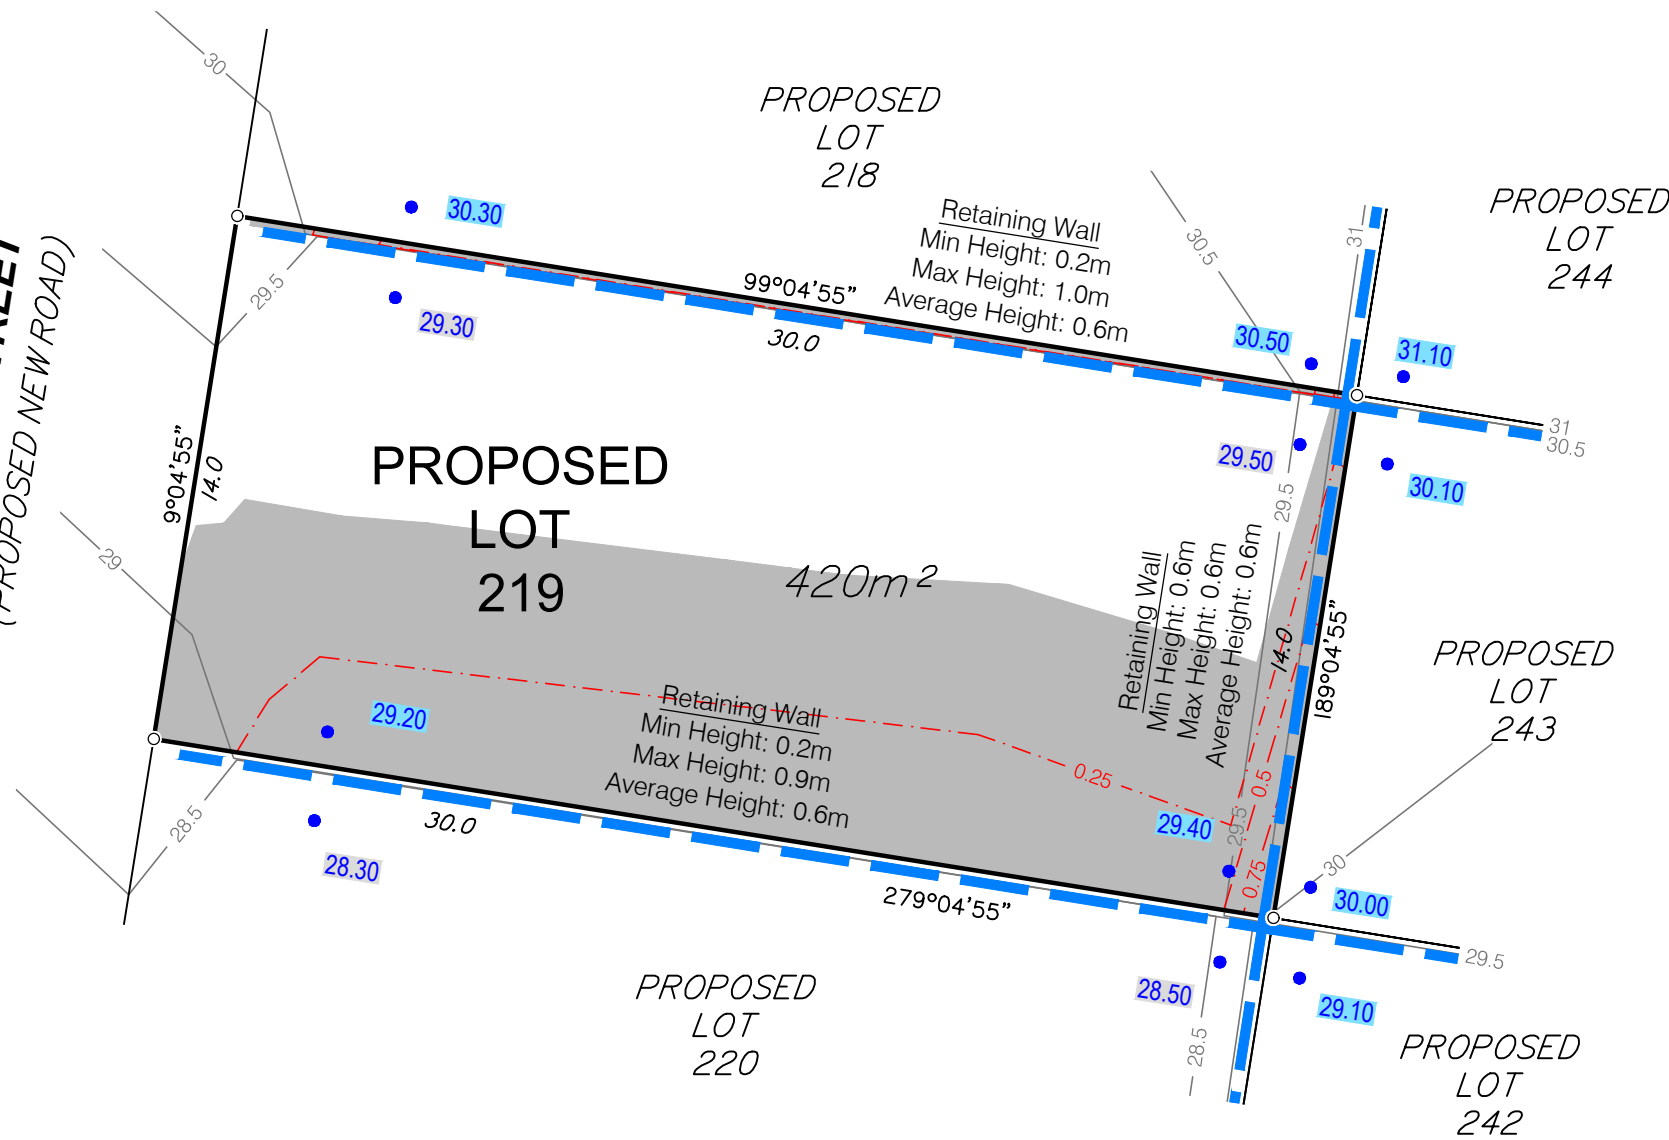 30
PROPOSED
LOT
218
30.30
Retaining Wall
Min Height: 0.2m
Max Height: 1.0m
Average Height: 0.6m
30.5
31
PROPOSED
LOT
244
(PROPOSED NEW ROAD)
29.5
29.30
99°04'55"
30.0
30.50
31.10
31
30.5
29.50
30.10
9°04'55"
14.0
PROPOSED
LOT
219
420m²
29.5
Retaining Wall
Min Height: 0.6m
Max Height: 0.6m
Average Height: 0.6m
14.0
189°04'55"
29
PROPOSED
LOT
243
29.20
Retaining Wall
Min Height: 0.2m
Max Height: 0.9m
Average Height: 0.6m
0.25
0.5
29.40
29.5
0.75
28.5
30.0
28.30
30
30.00
279°04'55"
29.5
28.50
29.10
28.5
PROPOSED
LOT
220
PROPOSED
LOT
242